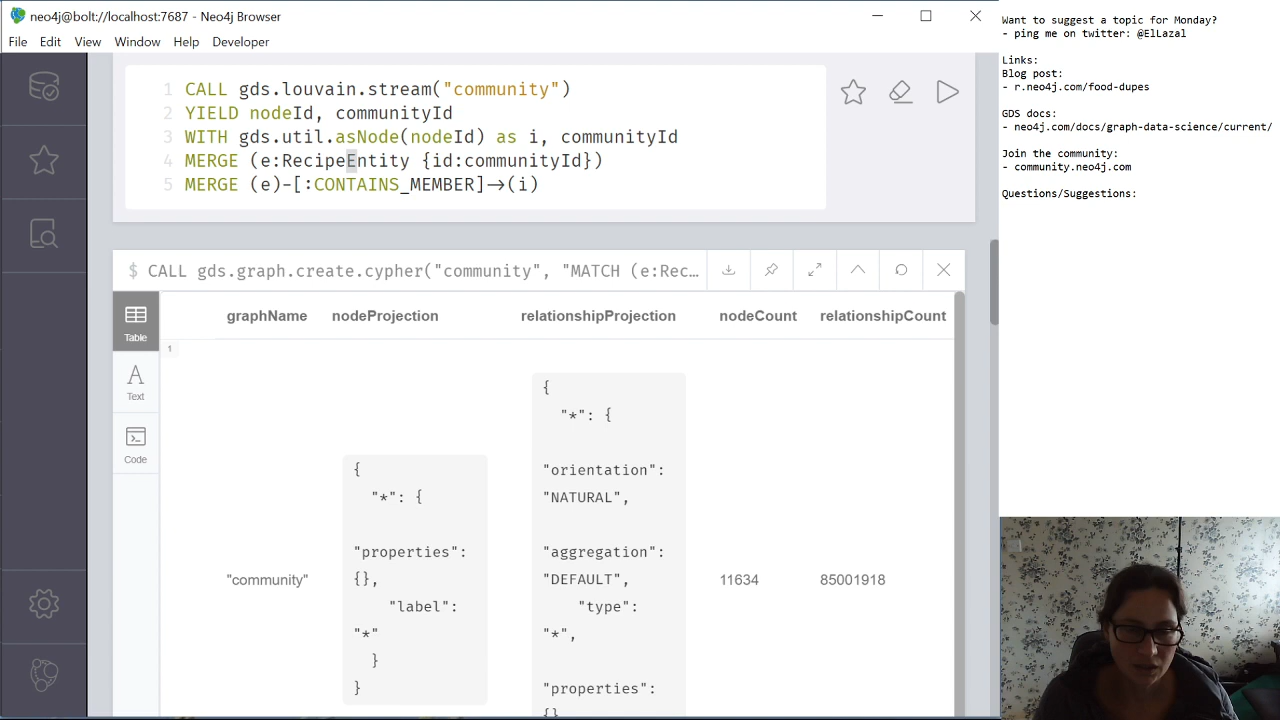 neo4j@bolt://localhost:7687 - Neo4j Browser
File Edit View Window Help Developer
1 CALL gds.louvain.stream("community")
2 YIELD nodeId, communityId
3 WITH gds.util.asNode(nodeId) as i, communityId
4 MERGE (e:RecipeEntity {id:communityId})
5 MERGE (e)-[:CONTAINS_MEMBER]->(i)
$ CALL gds.graph.create.cypher("community", "MATCH (e:Rec…
Table
Text
Code
graphName nodeProjection relationshipProjection nodeCount relationshipCount
1
"community"
{
"*": {
"properties":
{},
"label":
"*"
}
}
{
"*": {
"orientation":
"NATURAL",
"aggregation":
"DEFAULT",
"type":
"*",
"properties":
{}
11634
85001918
Want to suggest a topic for Monday?
- ping me on twitter: @ElLazal
Links:
Blog post:
- r.neo4j.com/food-dupes
GDS docs:
- neo4j.com/docs/graph-data-science/current/
Join the community:
- community.neo4j.com
Questions/Suggestions: